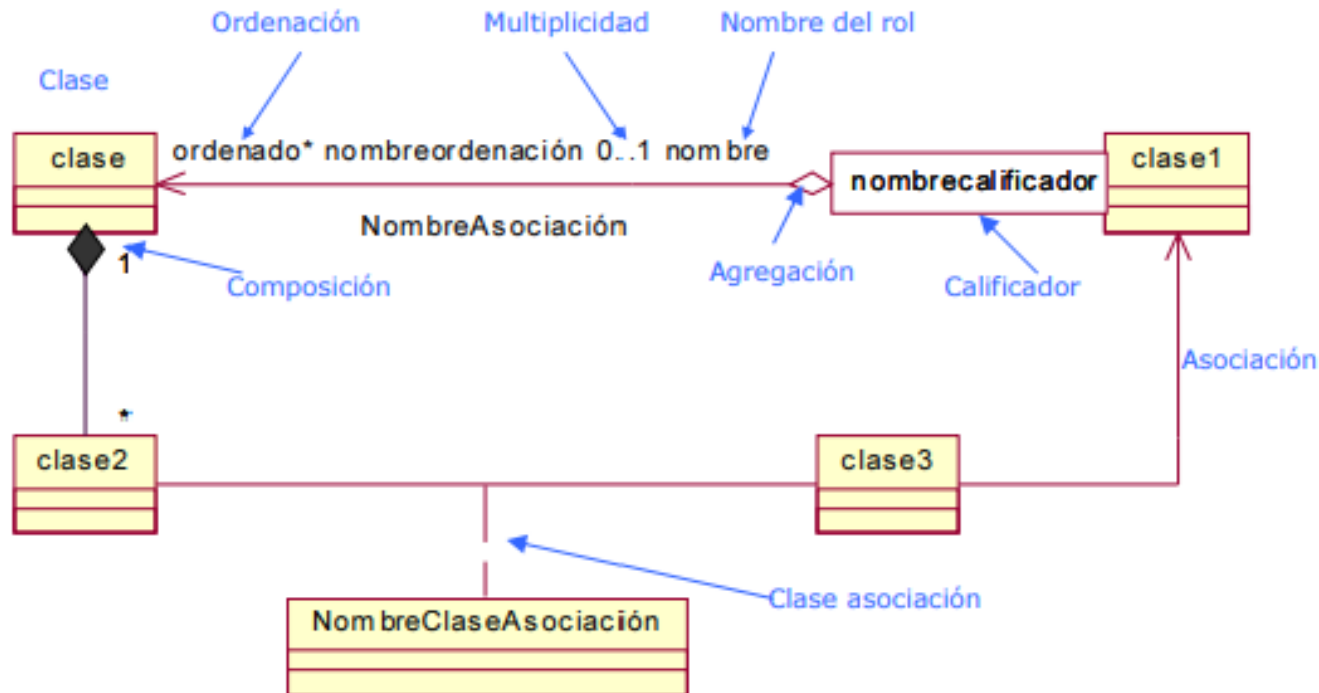 Ordenación
Multiplicidad
Nombre del rol
Clase
clase
ordenado* nombreordenación 0..1 nombre
nombrecalificador
clase1
NombreAsociación
1
Composición
Agregación
Calificador
Asociación
*
clase2
clase3
Clase asociación
NombreClaseAsociación